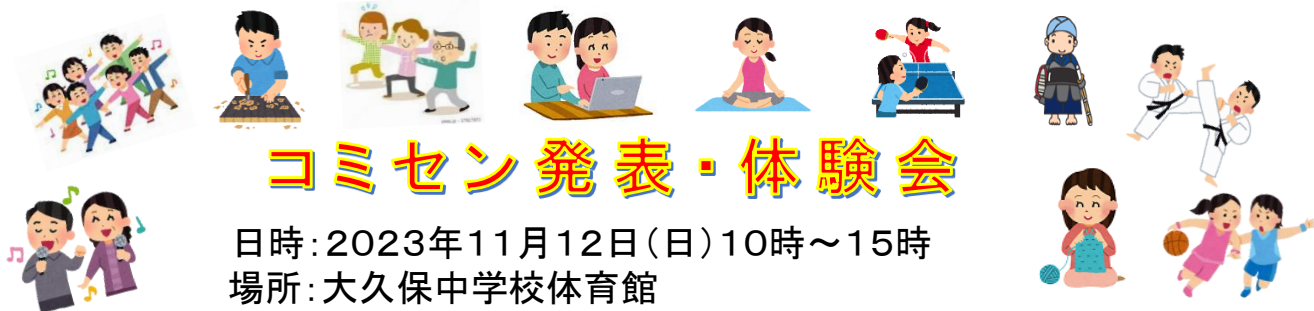 コミセン発表・体験会
日時：２０２３年１１月１２日（日）１０時～１５時
場所：大久保中学校体育館